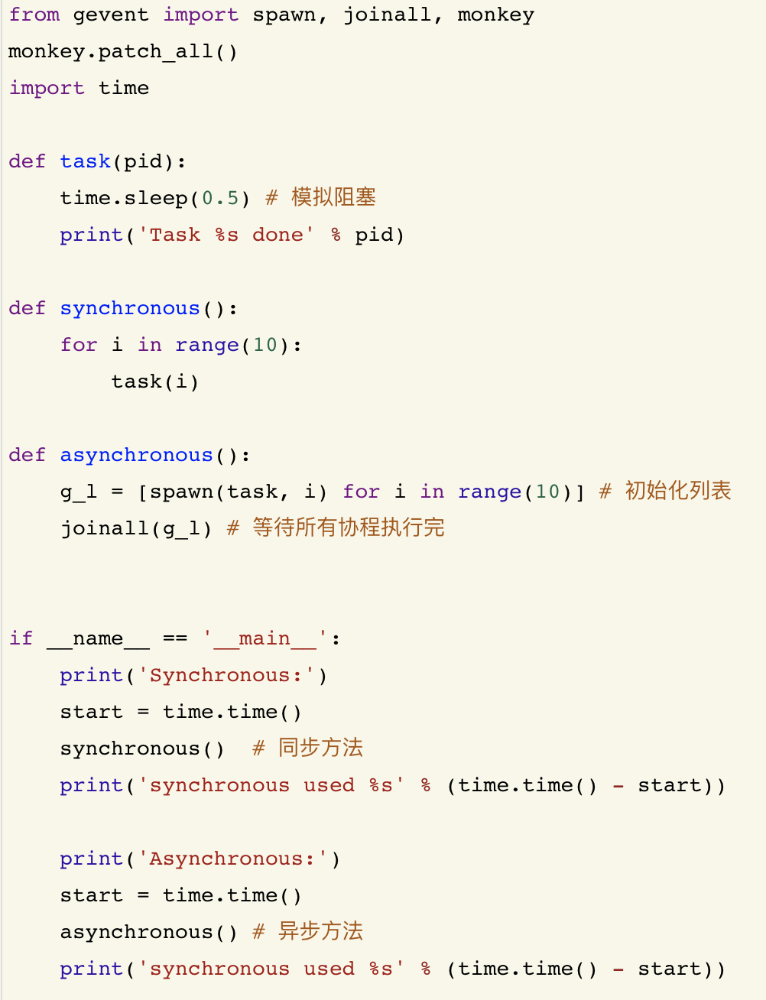 from gevent import spawn, joinall, monkey
monkey.patch_all()
import time
def task(pid):
    time.sleep(0.5) # 模拟阻塞
    print('Task %s done' % pid)
def synchronous():
    for i in range(10):
        task(i)
def asynchronous():
    g_l = [spawn(task, i) for i in range(10)] # 初始化列表
    joinall(g_l) # 等待所有协程执行完
if __name__ == '__main__':
    print('Synchronous:')
    start = time.time()
    synchronous()  # 同步方法
    print('synchronous used %s' % (time.time() - start))
    print('Asynchronous:')
    start = time.time()
    asynchronous() # 异步方法
    print('synchronous used %s' % (time.time() - start))